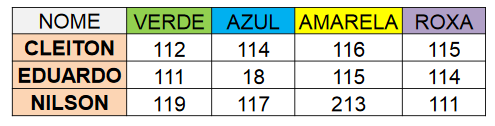 NOME VERDE AZUL AMARELA ROXA
CLEITON 112 114 116 115
EDUARDO 111 18 115 114
NILSON 119 117 213 111